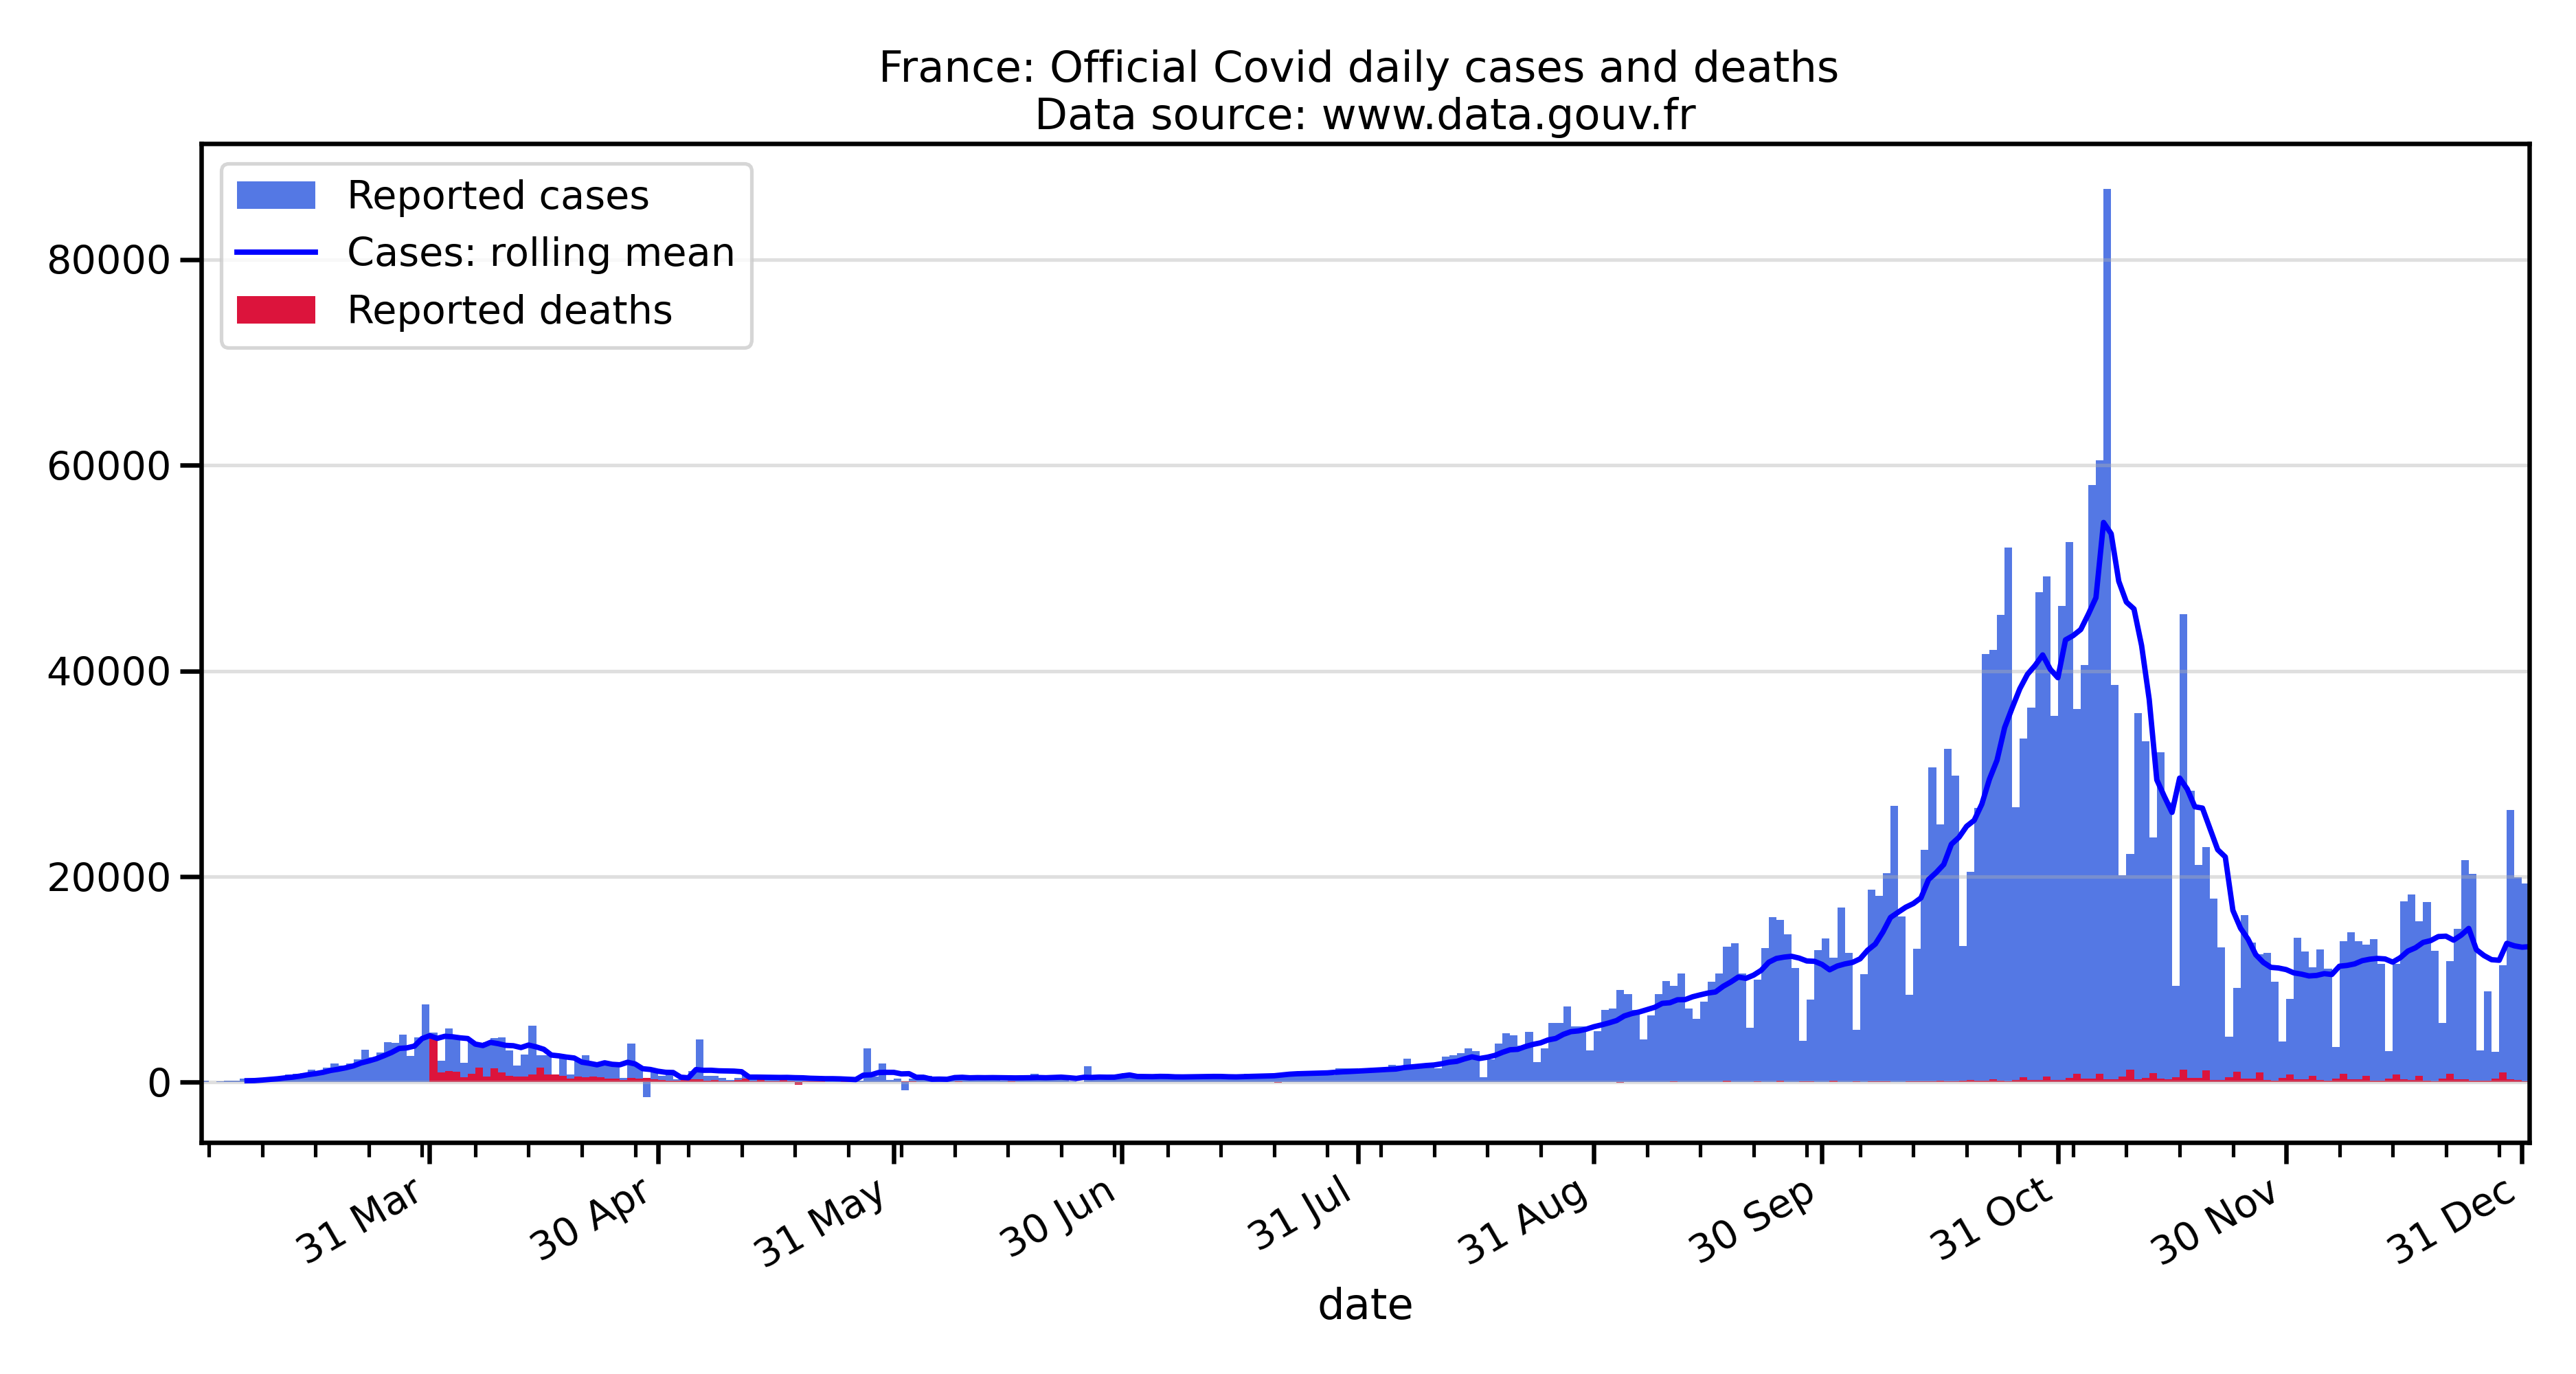 France: Official Covid daily cases and deaths
Data source: www.data.gouv.fr
Reported cases
Cases: rolling mean
Reported deaths
80000
60000
40000
20000
0
31 Mar
30 Apr
31 May
30 Jun
31 Jul
31 Aug
30 Sep
31 Oct
30 Nov
31 Dec
date